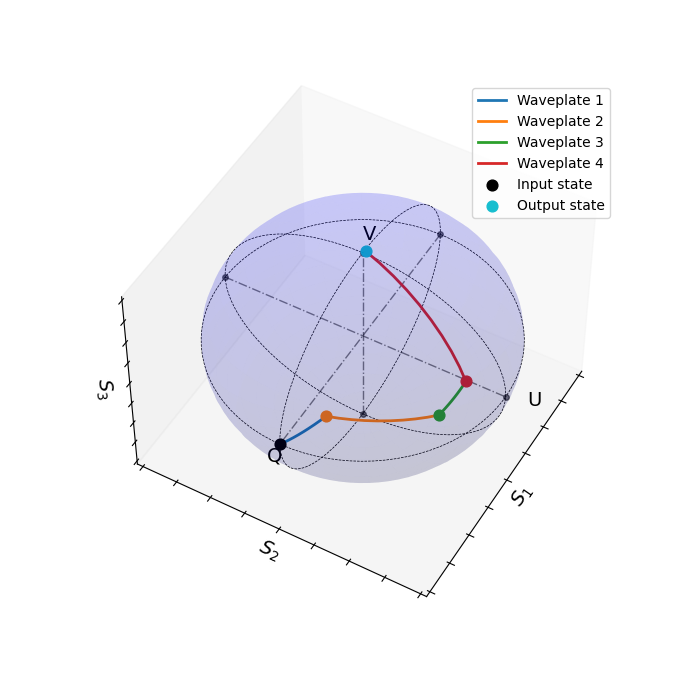 Waveplate 1
Waveplate 2
Waveplate 3
Waveplate 4
Input state
Output state
V
U
Q
S₃
S₁
S₂